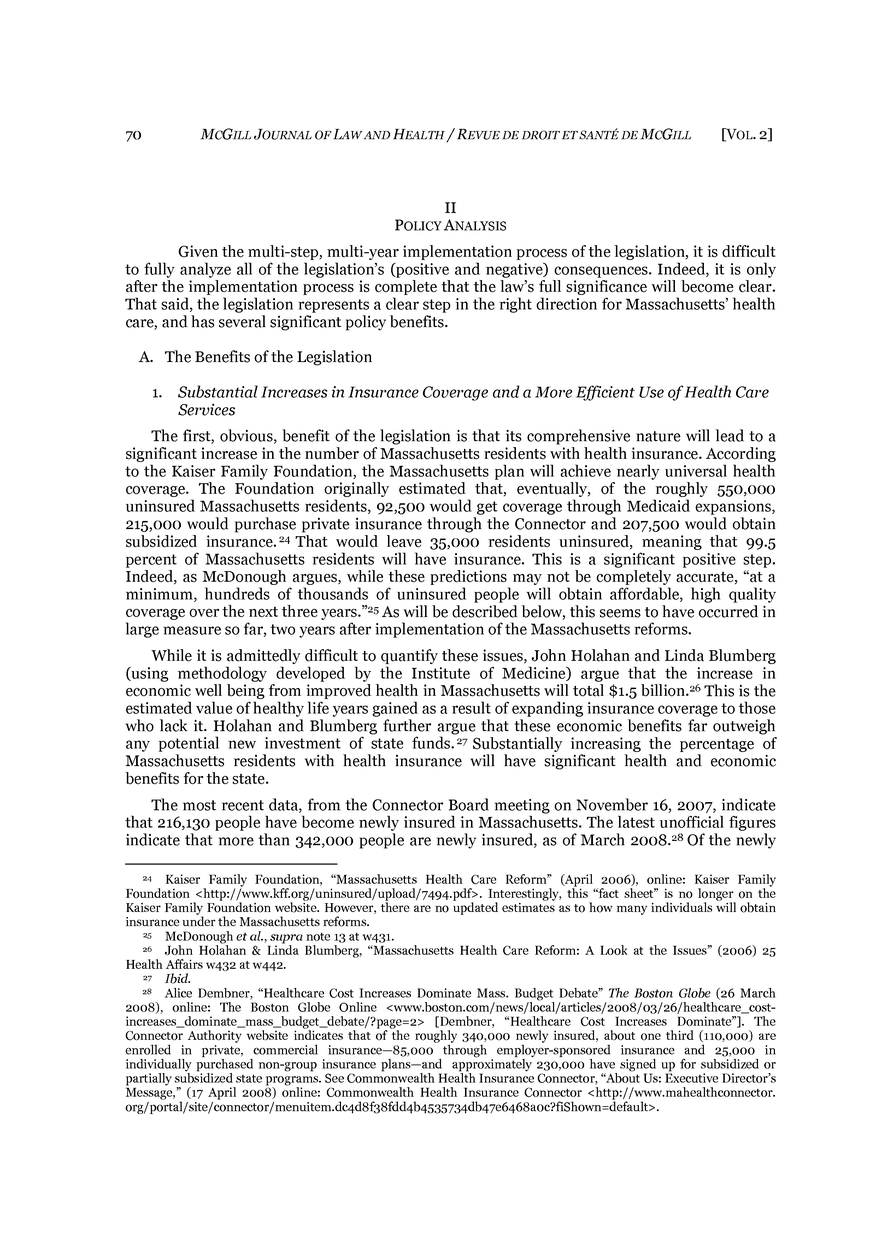 70 MCGILL JOURNAL OF LAW AND HEALTH / REVUE DE DROIT ET SANTÉ DE MCGILL [VOL. 2]
II
POLICY ANALYSIS
Given the multi-step, multi-year implementation process of the legislation, it is difficult
to fully analyze all of the legislation’s (positive and negative) consequences. Indeed, it is only
after the implementation process is complete that the law’s full significance will become clear.
That said, the legislation represents a clear step in the right direction for Massachusetts’ health
care, and has several significant policy benefits.
A. The Benefits of the Legislation
1. Substantial Increases in Insurance Coverage and a More Efficient Use of Health Care
Services
The first, obvious, benefit of the legislation is that its comprehensive nature will lead to a
significant increase in the number of Massachusetts residents with health insurance. According
to the Kaiser Family Foundation, the Massachusetts plan will achieve nearly universal health
coverage. The Foundation originally estimated that, eventually, of the roughly 550,000
uninsured Massachusetts residents, 92,500 would get coverage through Medicaid expansions,
215,000 would purchase private insurance through the Connector and 207,500 would obtain
subsidized insurance.24 That would leave 35,000 residents uninsured, meaning that 99.5
percent of Massachusetts residents will have insurance. This is a significant positive step.
Indeed, as McDonough argues, while these predictions may not be completely accurate, “at a
minimum, hundreds of thousands of uninsured people will obtain affordable, high quality
coverage over the next three years.”25 As will be described below, this seems to have occurred in
large measure so far, two years after implementation of the Massachusetts reforms.
While it is admittedly difficult to quantify these issues, John Holahan and Linda Blumberg
(using methodology developed by the Institute of Medicine) argue that the increase in
economic well being from improved health in Massachusetts will total $1.5 billion.26 This is the
estimated value of healthy life years gained as a result of expanding insurance coverage to those
who lack it. Holahan and Blumberg further argue that these economic benefits far outweigh
any potential new investment of state funds.27 Substantially increasing the percentage of
Massachusetts residents with health insurance will have significant health and economic
benefits for the state.
The most recent data, from the Connector Board meeting on November 16, 2007, indicate
that 216,130 people have become newly insured in Massachusetts. The latest unofficial figures
indicate that more than 342,000 people are newly insured, as of March 2008.28 Of the newly
24 Kaiser Family Foundation, “Massachusetts Health Care Reform” (April 2006), online: Kaiser Family
Foundation <http://www.kff.org/uninsured/upload/7494.pdf>. Interestingly, this “fact sheet” is no longer on the
Kaiser Family Foundation website. However, there are no updated estimates as to how many individuals will obtain
insurance under the Massachusetts reforms.
25 McDonough et al., supra note 13 at w431.
26 John Holahan & Linda Blumberg, “Massachusetts Health Care Reform: A Look at the Issues” (2006) 25
Health Affairs w432 at w442.
27 Ibid.
28 Alice Dembner, “Healthcare Cost Increases Dominate Mass. Budget Debate” The Boston Globe (26 March
2008), online: The Boston Globe Online <www.boston.com/news/local/articles/2008/03/26/healthcare_cost-
increases_dominate_mass_budget_debate/?page=2> [Dembner, “Healthcare Cost Increases Dominate”]. The
Connector Authority website indicates that of the roughly 340,000 newly insured, about one third (110,000) are
enrolled in private, commercial insurance—85,000 through employer-sponsored insurance and 25,000 in
individually purchased non-group insurance plans—and approximately 230,000 have signed up for subsidized or
partially subsidized state programs. See Commonwealth Health Insurance Connector, “About Us: Executive Director’s
Message,” (17 April 2008) online: Commonwealth Health Insurance Connector <http://www.mahealthconnector.
org/portal/site/connector/menuitem.dc4d8f38fdd4b4535734db47e6468a0c?fiShown=default>.